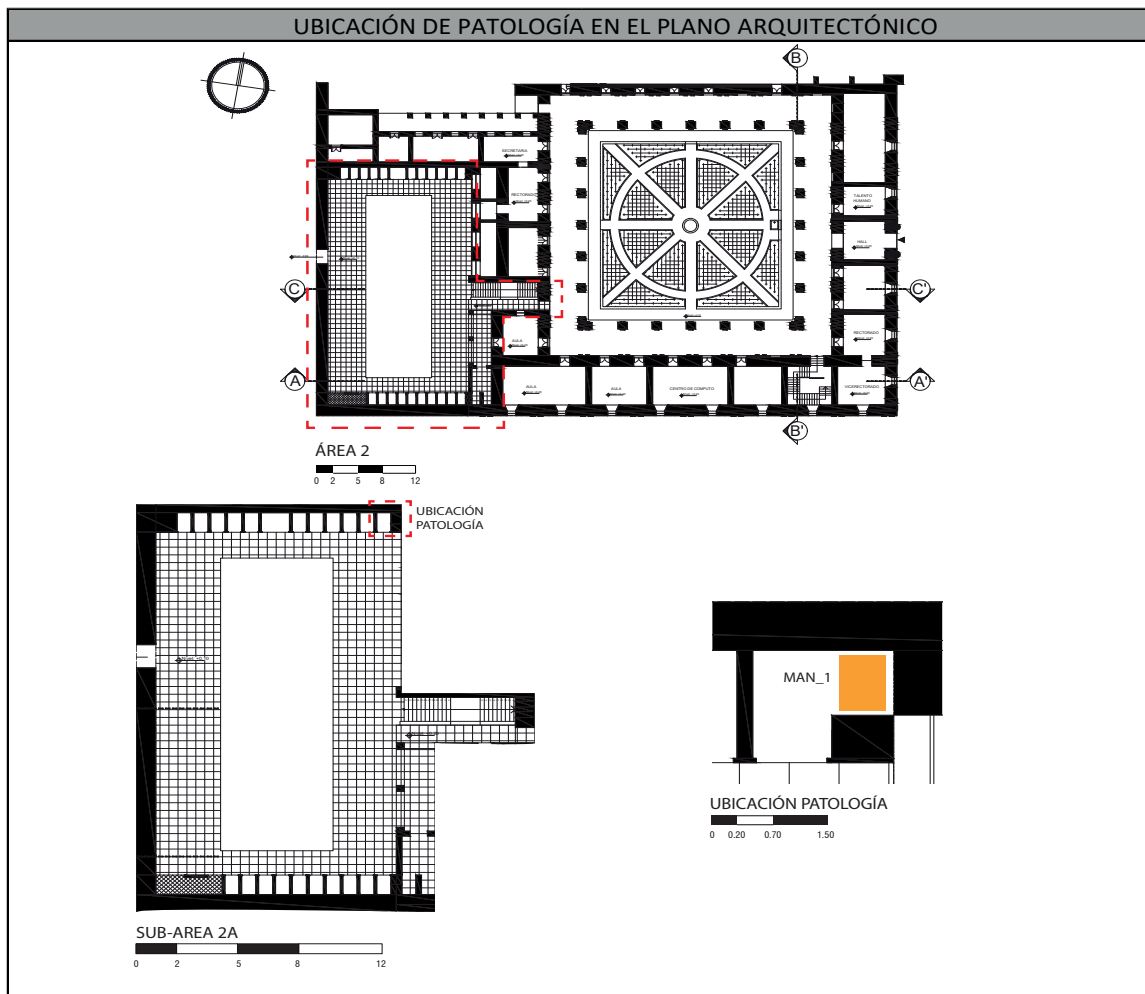 UBICACIÓN DE PATOLOGÍA EN EL PLANO ARQUITECTÓNICO
B
SECRETARIA
RECTORADO
TALENTO
HUMANO
HALL
C
C'
AULA
RECTORADO
A
AULA
AULA
CENTRO DE COMPUTO
VICERRECTORADO
A'
B'
ÁREA 2
0 2 5 8 12
UBICACIÓN
PATOLOGÍA
MAN_1
UBICACIÓN PATOLOGÍA
0 0.20 0.70 1.50
SUB-AREA 2A
0 2 5 8 12